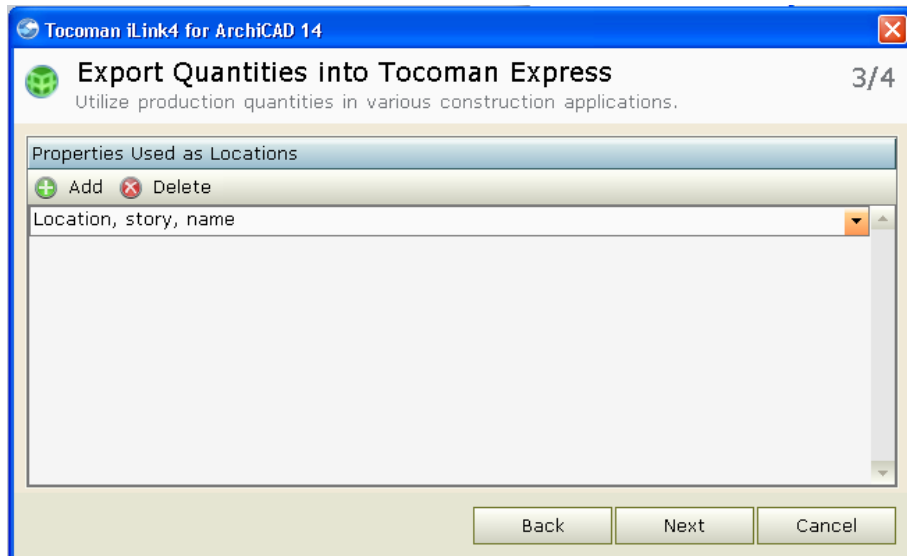 Tocoman iLink4 for ArchiCAD 14
Export Quantities into Tocoman Express 3/4
Utilize production quantities in various construction applications.
Properties Used as Locations
Add Delete
Location, story, name
Back Next Cancel